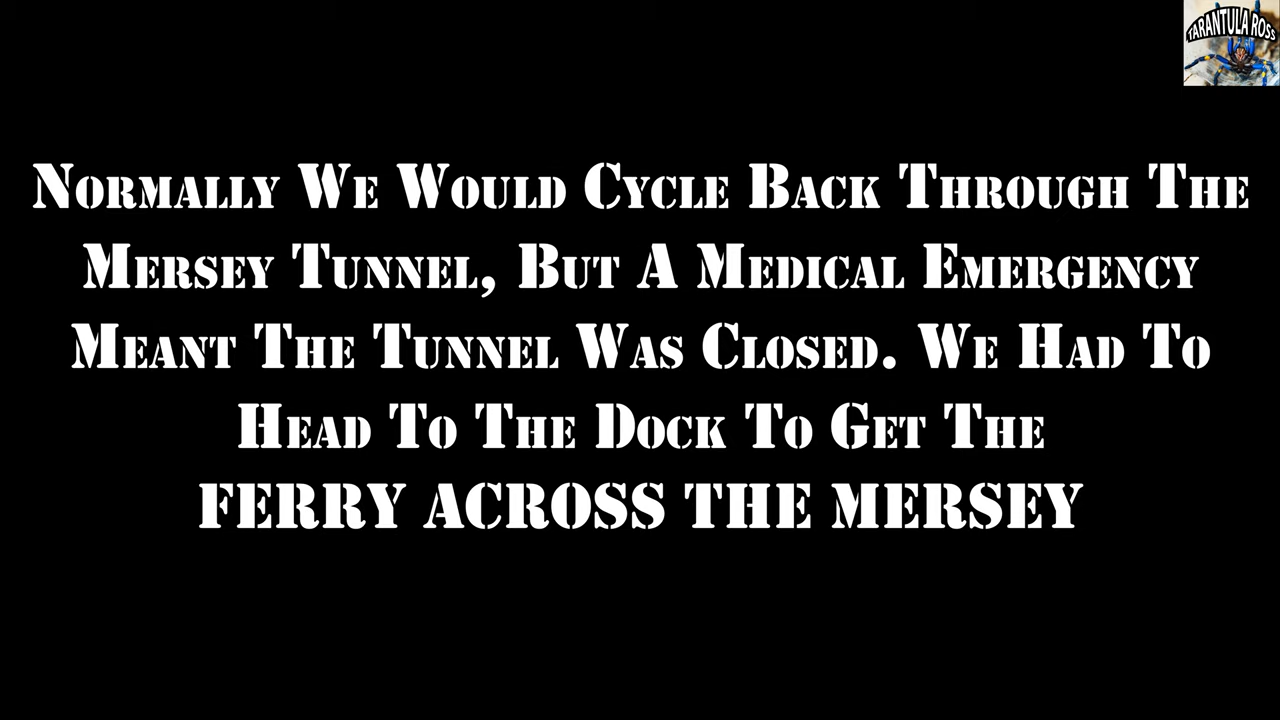 TARANTULA ROSS
Normally We Would Cycle Back Through The
Mersey Tunnel, But A Medical Emergency
Meant The Tunnel Was Closed. We Had To
Head To The Dock To Get The
FERRY ACROSS THE MERSEY